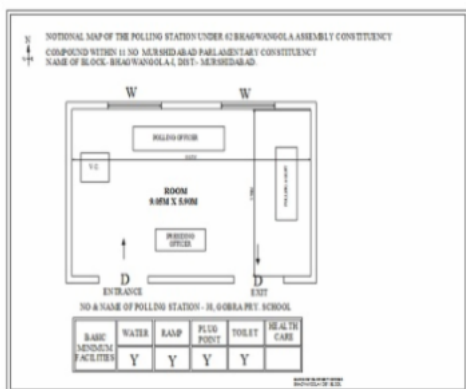 N
NOTIONAL MAP OF THE POLLING STATION UNDER 62 BHAGWANGOLA ASSEMBLY CONSTITUENCY
COMPOUND WITHIN 11 NO MURSHIDABAD PARLAMENTARY CONSTITUENCY
NAME OF BLOCK- BHAGWANGOLA-I, DIST:- MURSHIDABAD.
W W
POLLING OFFICER
V.C
POLLING AGENT
ROOM
9.05M X 5.90M
PRESIDING
OFFICER
D D
ENTRANCE EXIT
NO & NAME OF POLLING STATION - 38, GOBRA PRY. SCHOOL
BASIC MINIMUM FACILITIES WATER RAMP PLUG POINT TOILET HEALTH CARE
Y Y Y Y